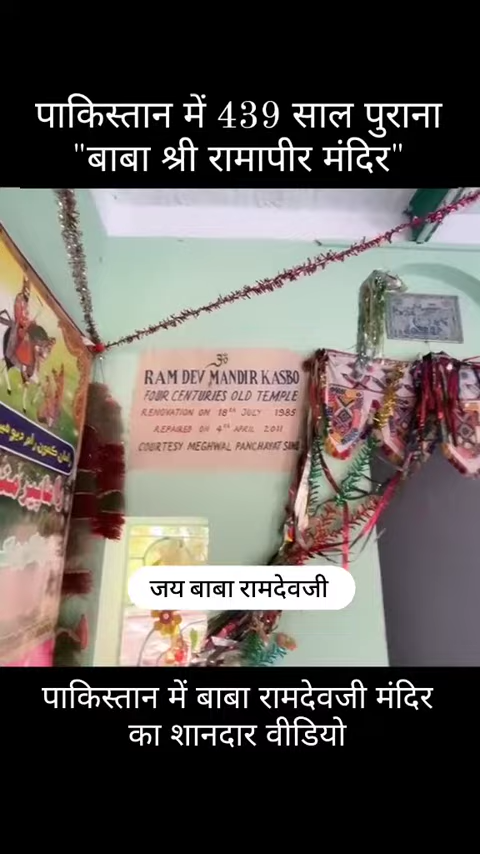 पाकिस्तान में 439 साल पुराना
"बाबा श्री रामापीर मंदिर"
ॐ
RAM DEV MANDIR KASBO
FOUR CENTURIES OLD TEMPLE
RENOVATION ON 18TH JULY 1985
REPAIRED ON 4TH APRIL 2011
COURTESY MEGHWAL PANCHAYAT
जय बाबा रामदेवजी
पाकिस्तान में बाबा रामदेवजी मंदिर
का शानदार वीडियो